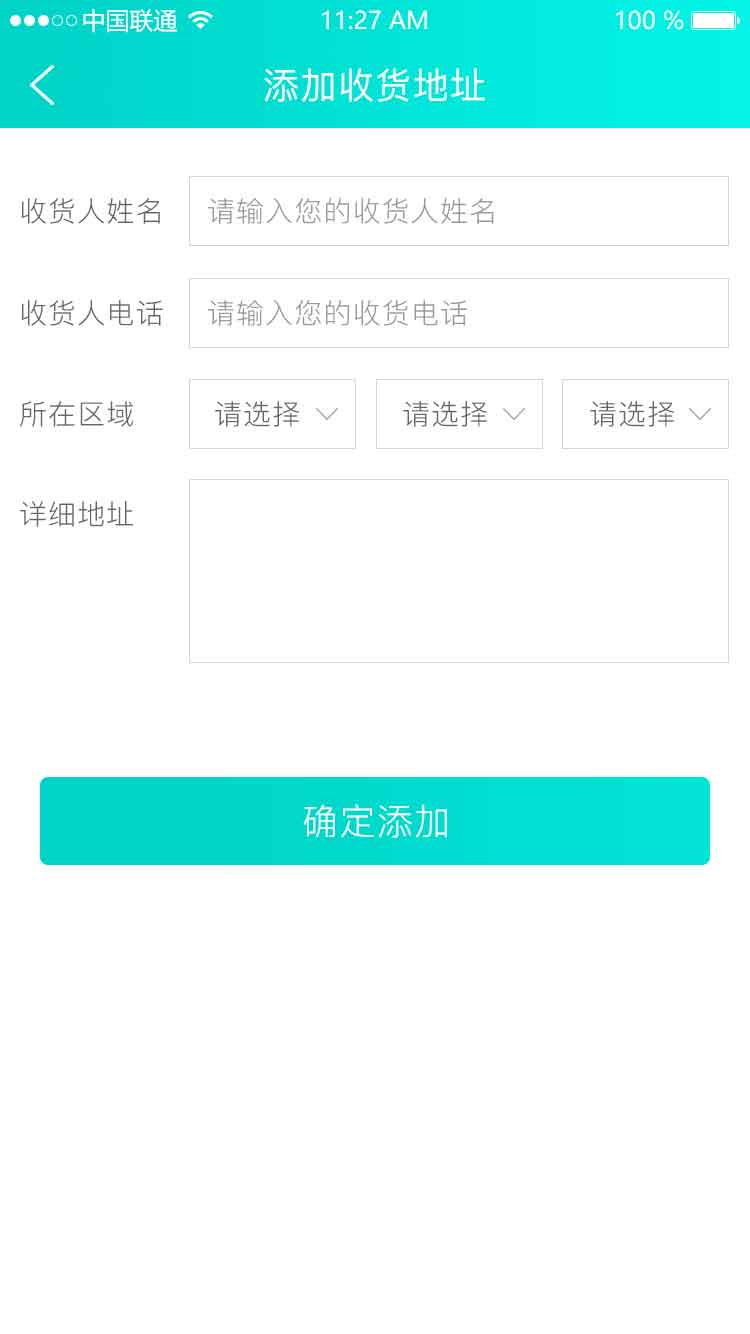 中国联通 11:27 AM 100 %
添加收货地址
收货人姓名 请输入您的收货人姓名
收货人电话 请输入您的收货电话
所在区域 请选择 请选择 请选择
详细地址
确定添加